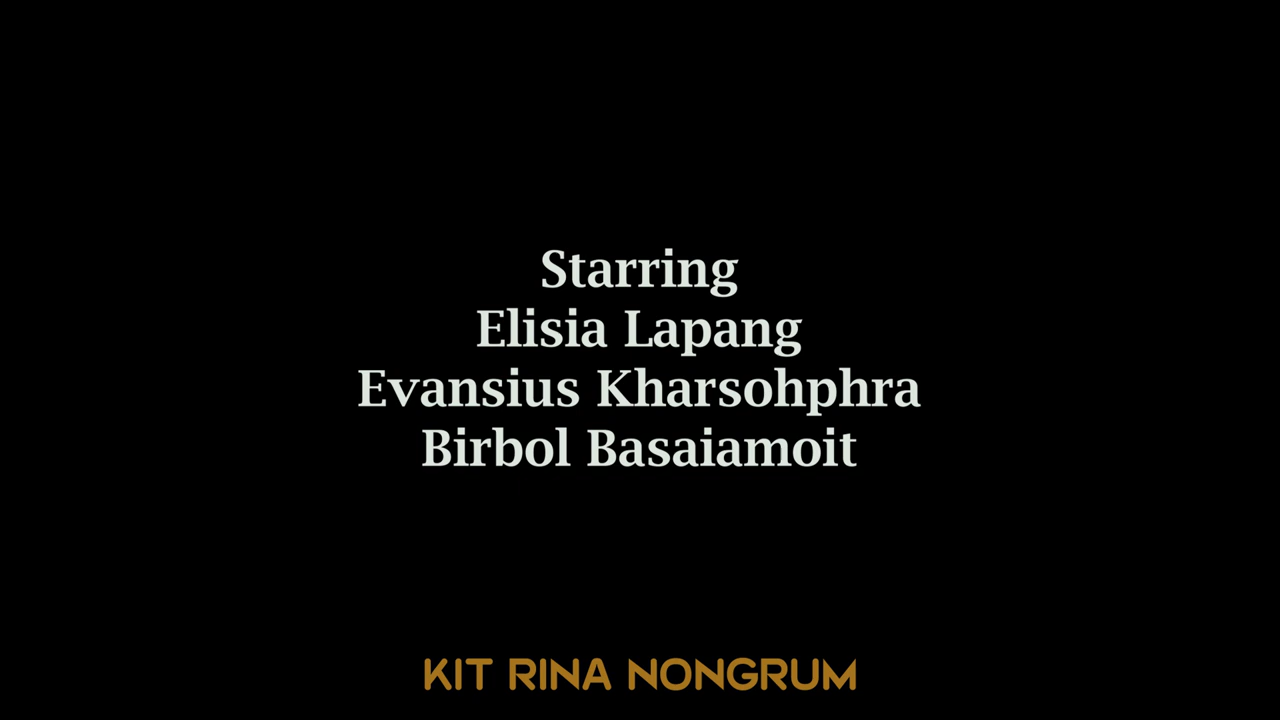 Starring
Elisia Lapang
Evansius Kharsohphra
Birbol Basaiamoit
KIT RINA NONGRUM